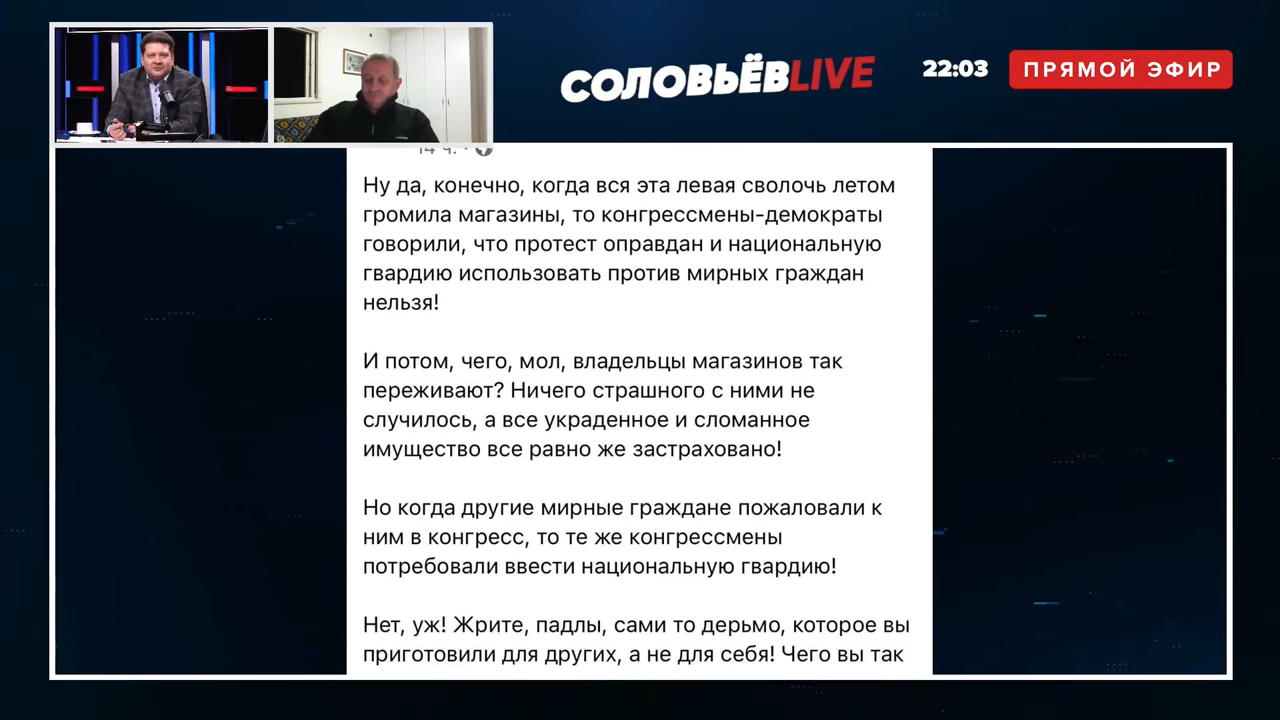 СОЛОВЬЁВLIVE
22:03
ПРЯМОЙ ЭФИР
14 ч.
Ну да, конечно, когда вся эта левая сволочь летом
громила магазины, то конгрессмены-демократы
говорили, что протест оправдан и национальную
гвардию использовать против мирных граждан
нельзя!
И потом, чего, мол, владельцы магазинов так
переживают? Ничего страшного с ними не
случилось, а все украденное и сломанное
имущество все равно же застраховано!
Но когда другие мирные граждане пожаловали к
ним в конгресс, то те же конгрессмены
потребовали ввести национальную гвардию!
Нет, уж! Жрите, падлы, сами то дерьмо, которое вы
приготовили для других, а не для себя! Чего вы так